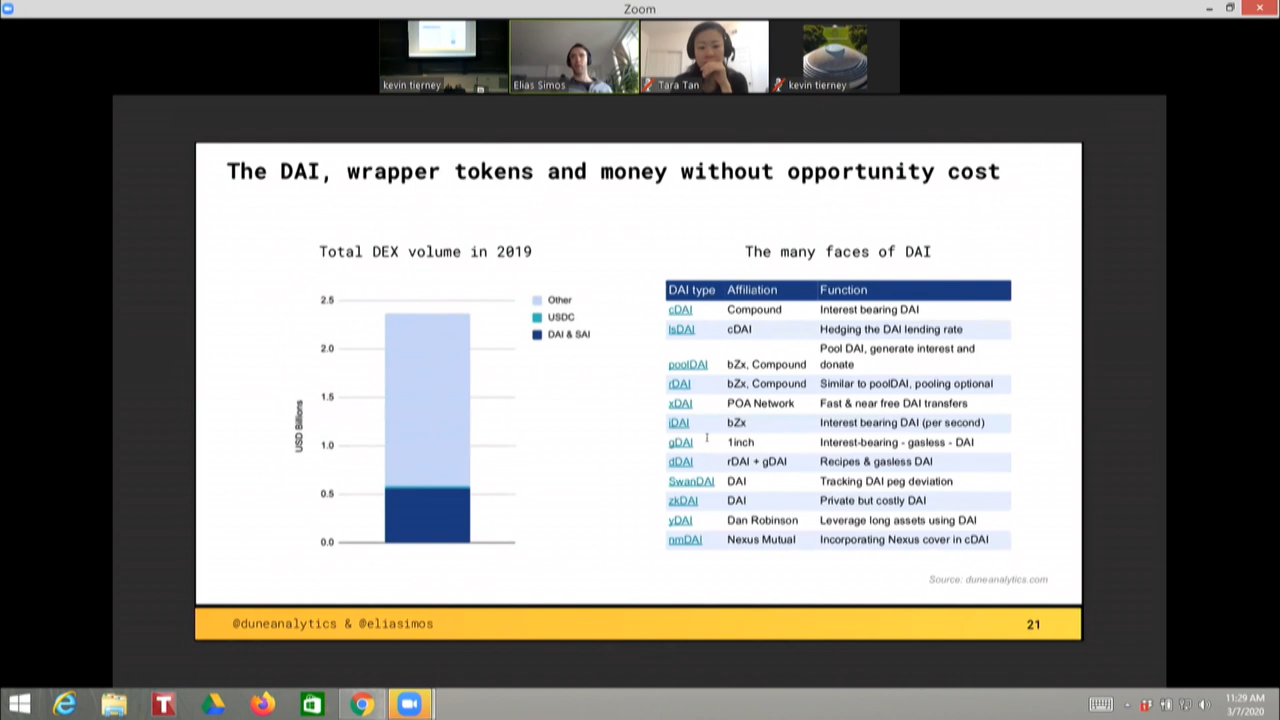 Zoom
kevin tierney
Elias Simos
Tara Tan
kevin tierney
The DAI, wrapper tokens and money without opportunity cost
Total DEX volume in 2019
2.5
2.0
1.5
1.0
0.5
0.0
USD Billions
Other
USDC
DAI & SAI
The many faces of DAI
DAI type Affiliation Function
cDAI Compound Interest bearing DAI
lsDAI cDAI Hedging the DAI lending rate
poolDAI bZx, Compound Pool DAI, generate interest and
donate
rDAI bZx, Compound Similar to poolDAI, pooling optional
xDAI POA Network Fast & near free DAI transfers
iDAI bZx Interest bearing DAI (per second)
gDAI 1inch Interest-bearing - gasless - DAI
dDAI rDAI + gDAI Recipes & gasless DAI
SwanDAI DAI Tracking DAI peg deviation
zkDAI DAI Private but costly DAI
yDAI Dan Robinson Leverage long assets using DAI
nmDAI Nexus Mutual Incorporating Nexus cover in cDAI
Source: duneanalytics.com
@duneanalytics & @eliasimos
21
11:29 AM
3/7/2020